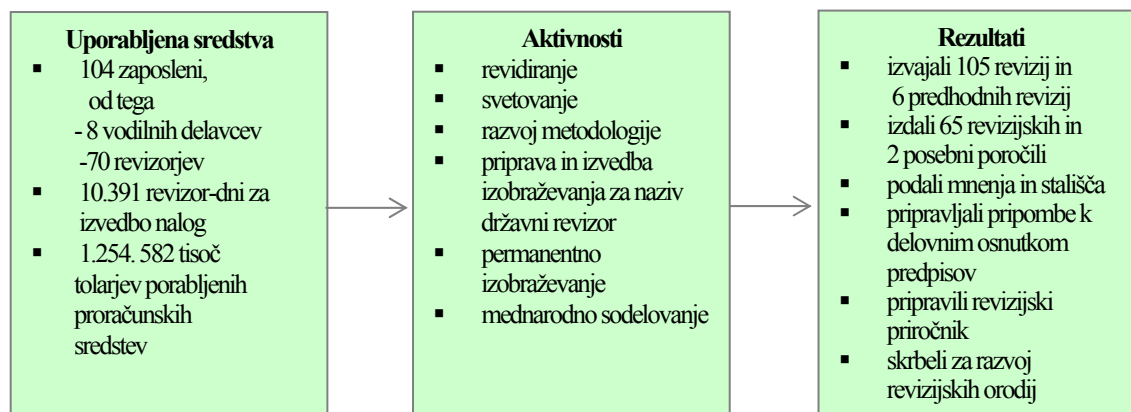 Uporabljena sredstva
▪ 104 zaposleni,
od tega
- 8 vodilnih delavcev
-70 revizorjev
▪ 10.391 revizor-dni za
izvedbo nalog
▪ 1.254. 582 tisoč
tolarjev porabljenih
proračunskih
sredstev
Aktivnosti
▪ revidiranje
▪ svetovanje
▪ razvoj metodologije
▪ priprava in izvedba
izobraževanja za naziv
državni revizor
▪ permanentno
izobraževanje
▪ mednarodno sodelovanje
Rezultati
▪ izvajali 105 revizij in
6 predhodnih revizij
▪ izdali 65 revizijskih in
2 posebni poročili
▪ podali mnenja in stališča
▪ pripravljali pripombe k
delovnim osnutkom
predpisov
▪ pripravili revizijski
priročnik
▪ skrbeli za razvoj
revizijskih orodij